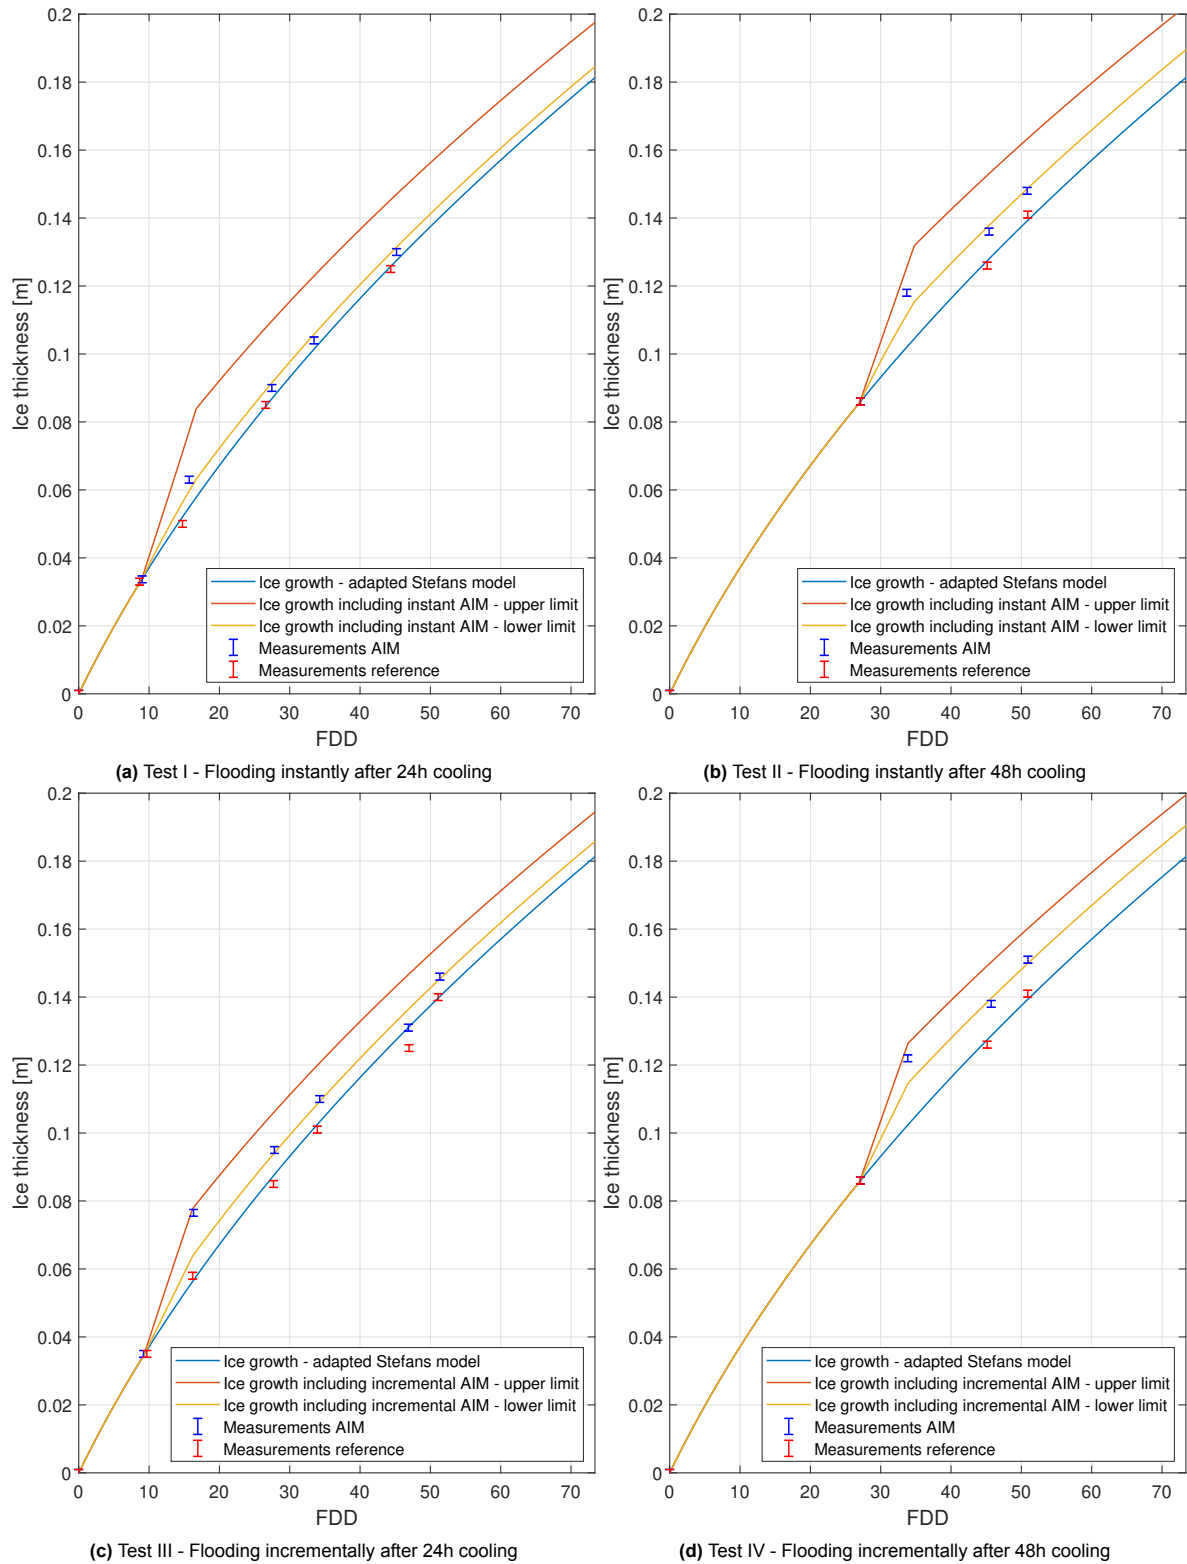 0.2
0.18
0.16
0.14
0.12
0.1
0.08
0.06
0.04
0.02
0
Ice thickness [m]
Ice growth - adapted Stefans model
Ice growth including instant AIM - upper limit
Ice growth including instant AIM - lower limit
Measurements AIM
Measurements reference
0 10 20 30 40 50 60 70
FDD
(a) Test I - Flooding instantly after 24h cooling
0.2
0.18
0.16
0.14
0.12
0.1
0.08
0.06
0.04
0.02
0
Ice thickness [m]
Ice growth - adapted Stefans model
Ice growth including instant AIM - upper limit
Ice growth including instant AIM - lower limit
Measurements AIM
Measurements reference
0 10 20 30 40 50 60 70
FDD
(b) Test II - Flooding instantly after 48h cooling
0.2
0.18
0.16
0.14
0.12
0.1
0.08
0.06
0.04
0.02
0
Ice thickness [m]
Ice growth - adapted Stefans model
Ice growth including incremental AIM - upper limit
Ice growth including incremental AIM - lower limit
Measurements AIM
Measurements reference
0 10 20 30 40 50 60 70
FDD
(c) Test III - Flooding incrementally after 24h cooling
0.2
0.18
0.16
0.14
0.12
0.1
0.08
0.06
0.04
0.02
0
Ice thickness [m]
Ice growth - adapted Stefans model
Ice growth including incremental AIM - upper limit
Ice growth including incremental AIM - lower limit
Measurements AIM
Measurements reference
0 10 20 30 40 50 60 70
FDD
(d) Test IV - Flooding incrementally after 48h cooling